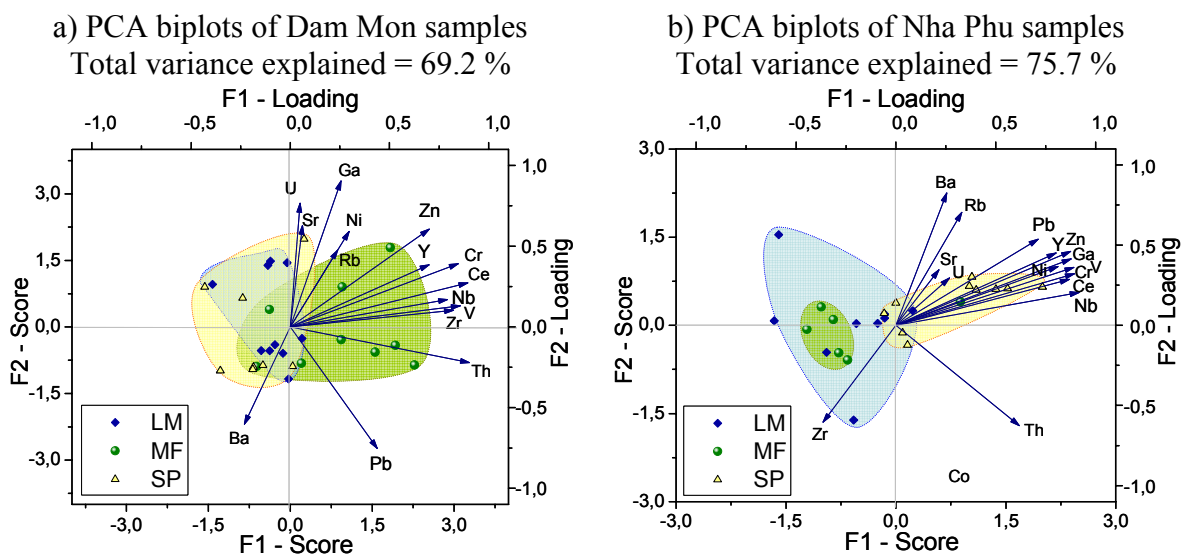 a) PCA biplots of Dam Mon samples
Total variance explained = 69.2 %
F1 - Loading
-1,0 -0,5 0,0 0,5 1,0
3,0
1,5
0,0
-1,5
-3,0
F2 - Score
1,0
0,5
0,0
-0,5
-1,0
F2 - Loading
Ga
U
Sr
Ni
Zn
Rb
Y
Cr
Ce
Nb
V
Zr
Th
Ba
Pb
LM
MF
SP
-3,0 -1,5 0,0 1,5 3,0
F1 - Score
b) PCA biplots of Nha Phu samples
Total variance explained = 75.7 %
F1 - Loading
-1,0 -0,5 0,0 0,5 1,0
3,0
1,5
0,0
-1,5
-3,0
F2 - Score
1,0
0,5
0,0
-0,5
-1,0
F2 - Loading
Ba
Rb
Pb
Y
Zn
Sr
U
Ni
Ga
Cr
V
Ce
Nb
Zr
Th
Co
LM
MF
SP
-3,0 -1,5 0,0 1,5 3,0
F1 - Score